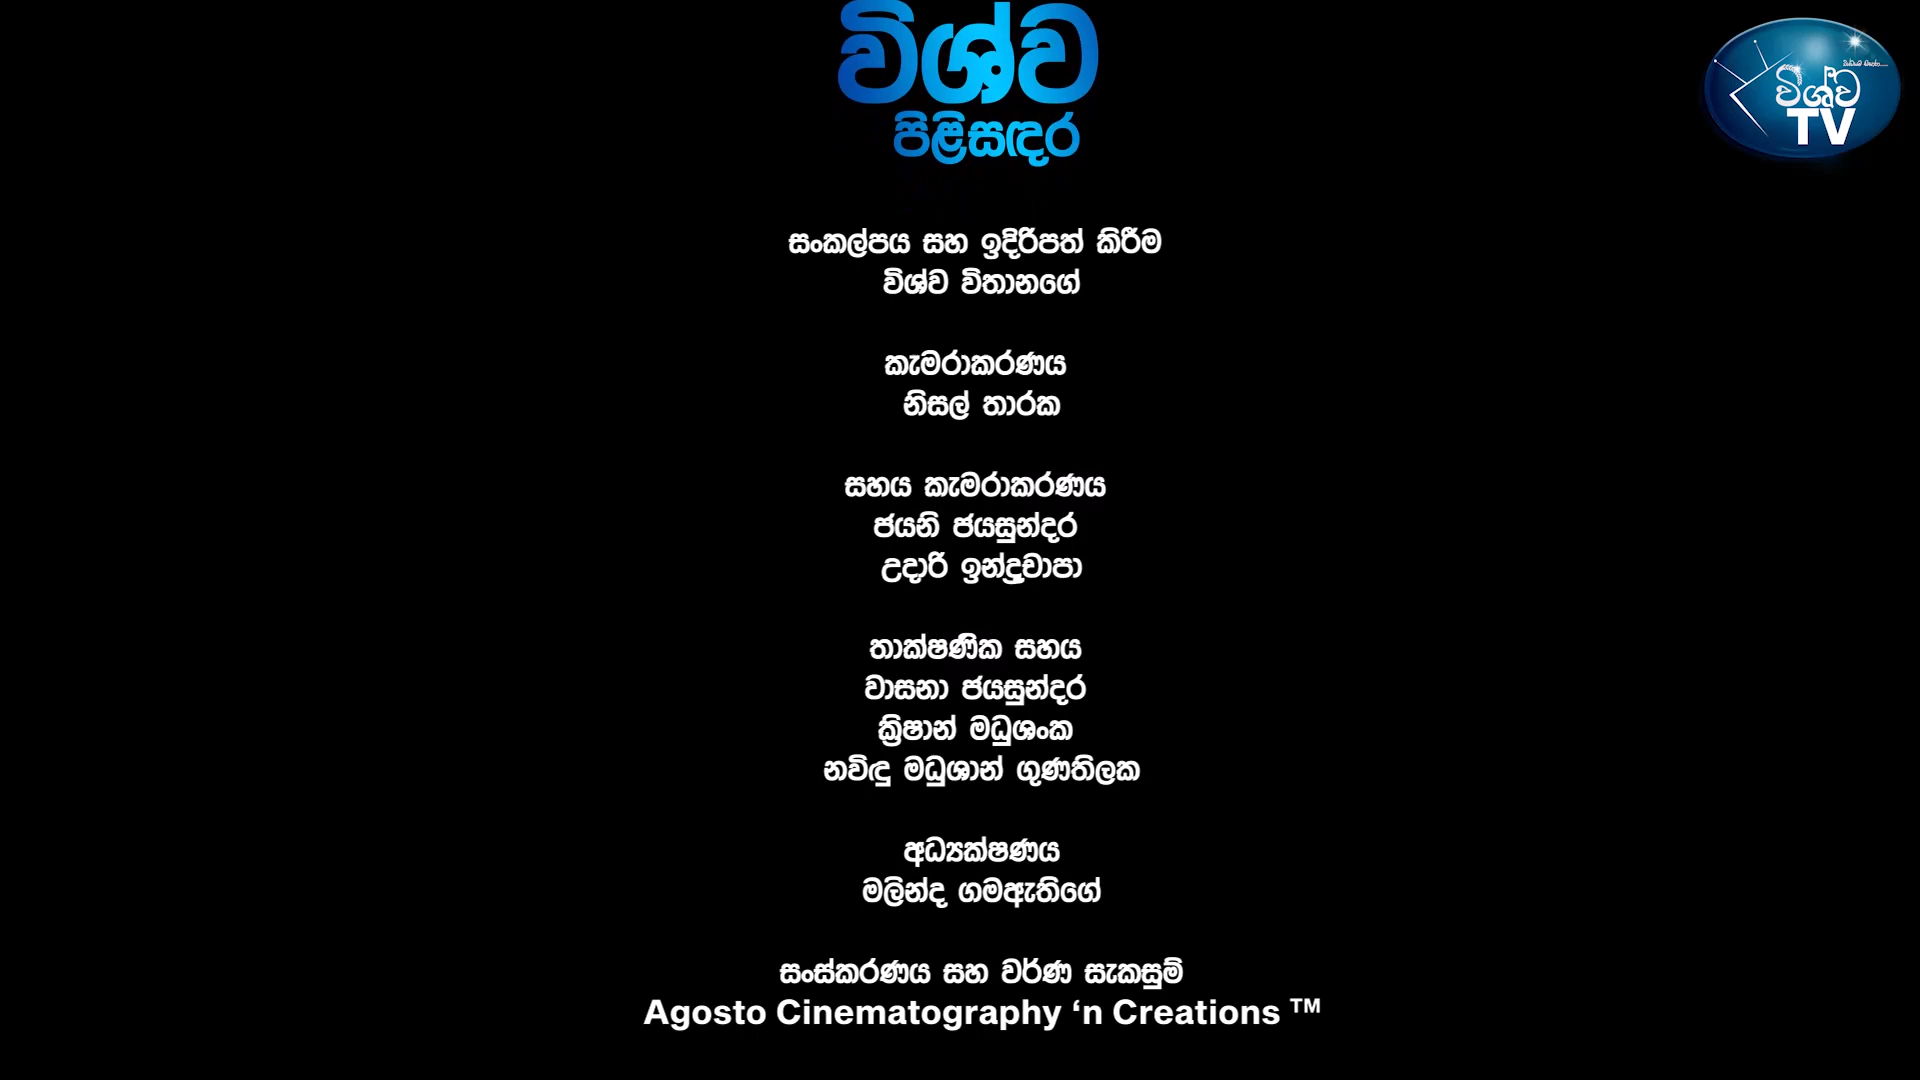 විශ්ව
පිළිසඳර
විශ්ව
TV
සංකල්පය සහ ඉදිරිපත් කිරීම
විශ්ව විතානගේ
කැමරාකරණය
නිසල් තාරක
සහය කැමරාකරණය
ජයනි ජයසුන්දර
උදාරි ඉන්ද්‍රචාපා
තාක්ෂණික සහය
වාසනා ජයසුන්දර
ක්‍රිෂාන් මධුශංක
නවිඳු මධුශාන් ගුණතිලක
අධ්‍යක්ෂණය
මලින්ද ගමඇතිගේ
සංස්කරණය සහ වර්ණ සැකසුම්
Agosto Cinematography ‘n Creations ™